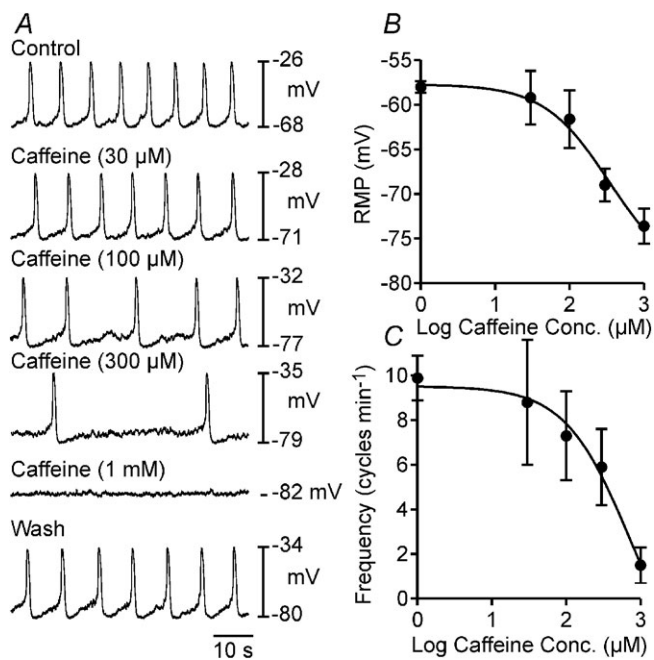 A
Control
-26
mV
-68
Caffeine (30 µM)
-28
mV
-71
Caffeine (100 µM)
-32
mV
-77
Caffeine (300 µM)
-35
mV
-79
Caffeine (1 mM)
-82 mV
Wash
-34
mV
-80
10 s
B
-55
-60
-65
-70
-75
-80
RMP (mV)
0 1 2 3
Log Caffeine Conc. (µM)
C
10
8
6
4
2
0
Frequency (cycles min-1)
0 1 2 3
Log Caffeine Conc. (µM)